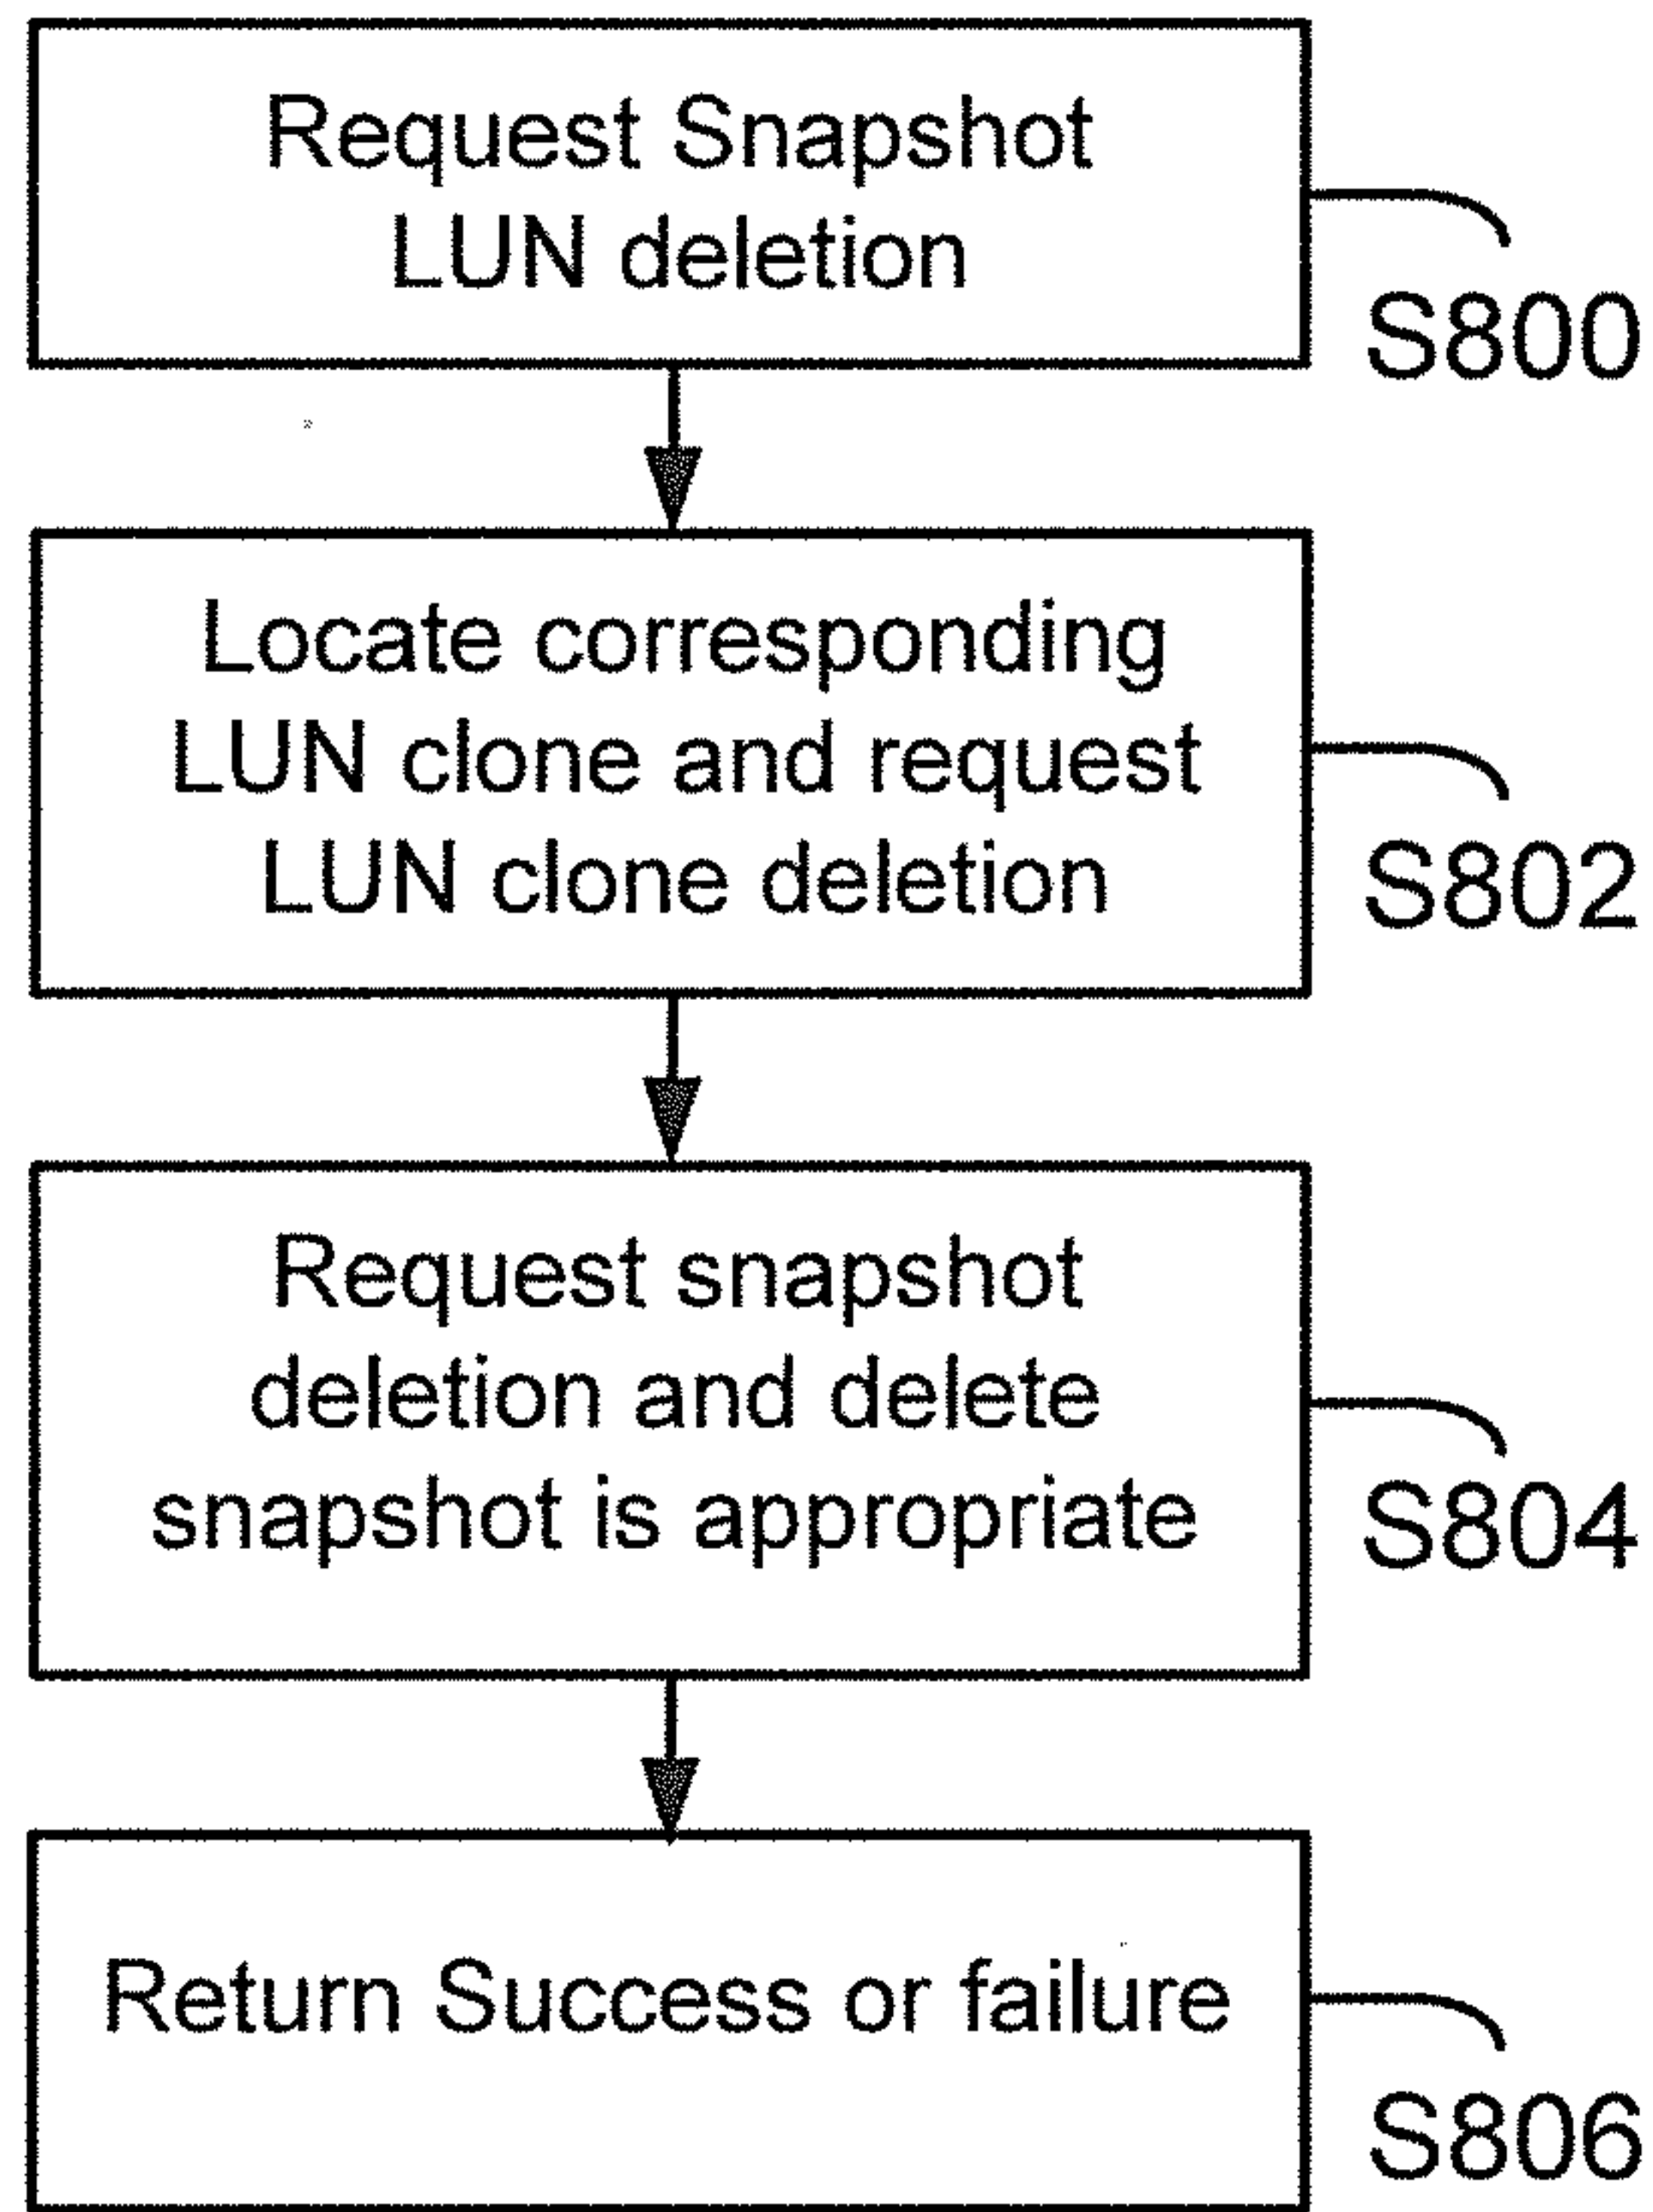 Request Snapshot
LUN deletion
S800
Locate corresponding
LUN clone and request
LUN clone deletion
S802
Request snapshot
deletion and delete
snapshot is appropriate
S804
Return Success or failure
S806